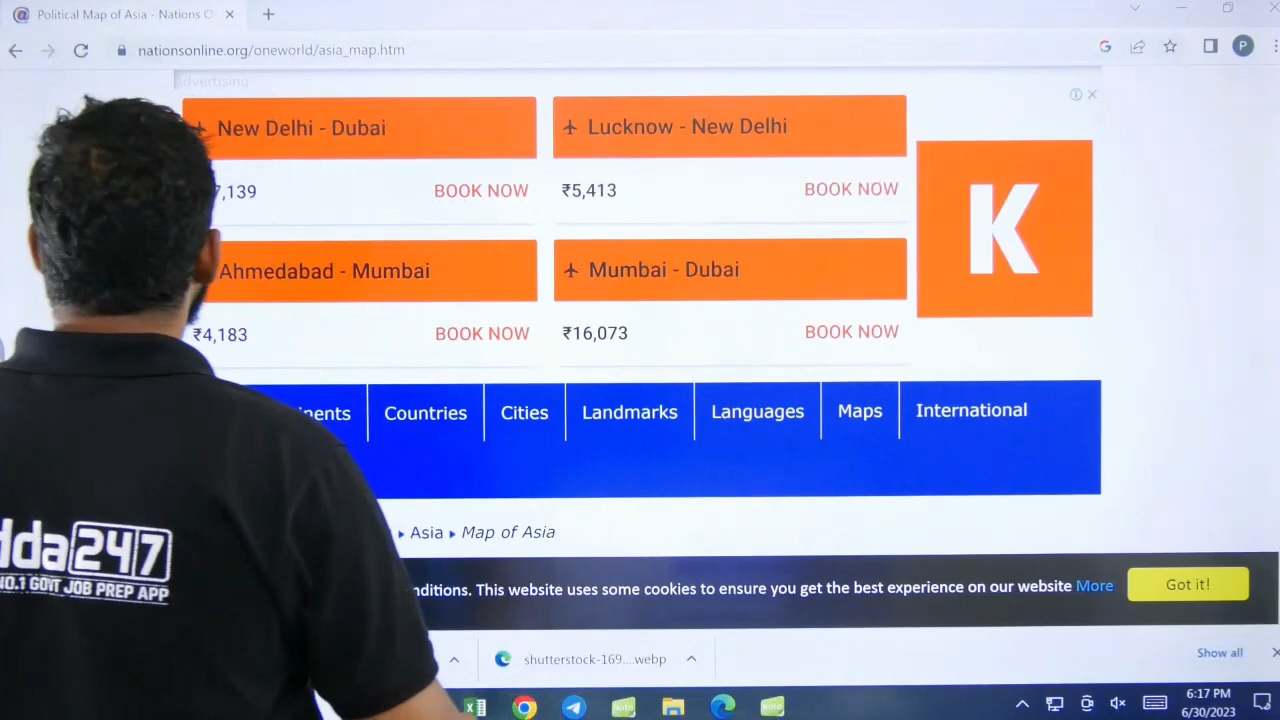 Political Map of Asia - Nations O
nationsonline.org/oneworld/asia_map.htm
P
Advertising
New Delhi - Dubai
Lucknow - New Delhi
7,139
BOOK NOW
₹5,413
BOOK NOW
K
Ahmedabad - Mumbai
Mumbai - Dubai
₹4,183
BOOK NOW
₹16,073
BOOK NOW
Countries
Cities
Landmarks
Languages
Maps
International
Asia ▸ Map of Asia
This website uses some cookies to ensure you get the best experience on our website More
Got it!
dda247
NO.1 GOVT JOB PREP APP
shutterstock-169....webp
Show all
6:17 PM
6/30/2023